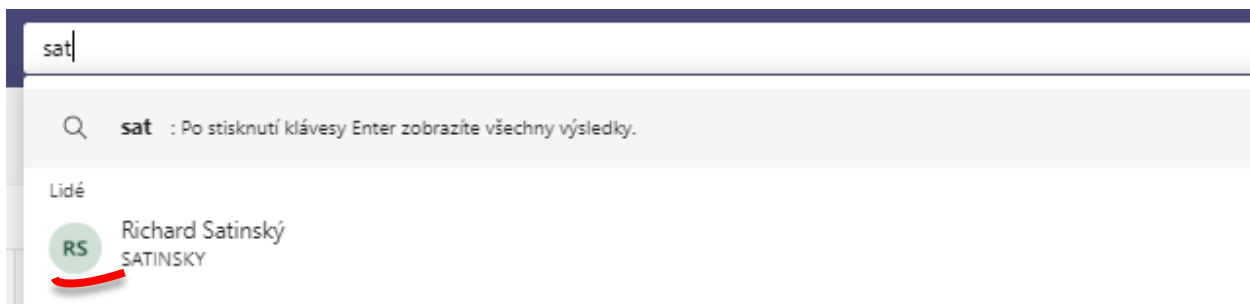 sat
sat : Po stisknutí klávesy Enter zobrazíte všechny výsledky.
Lidé
RS
Richard Satinský
SATINSKY